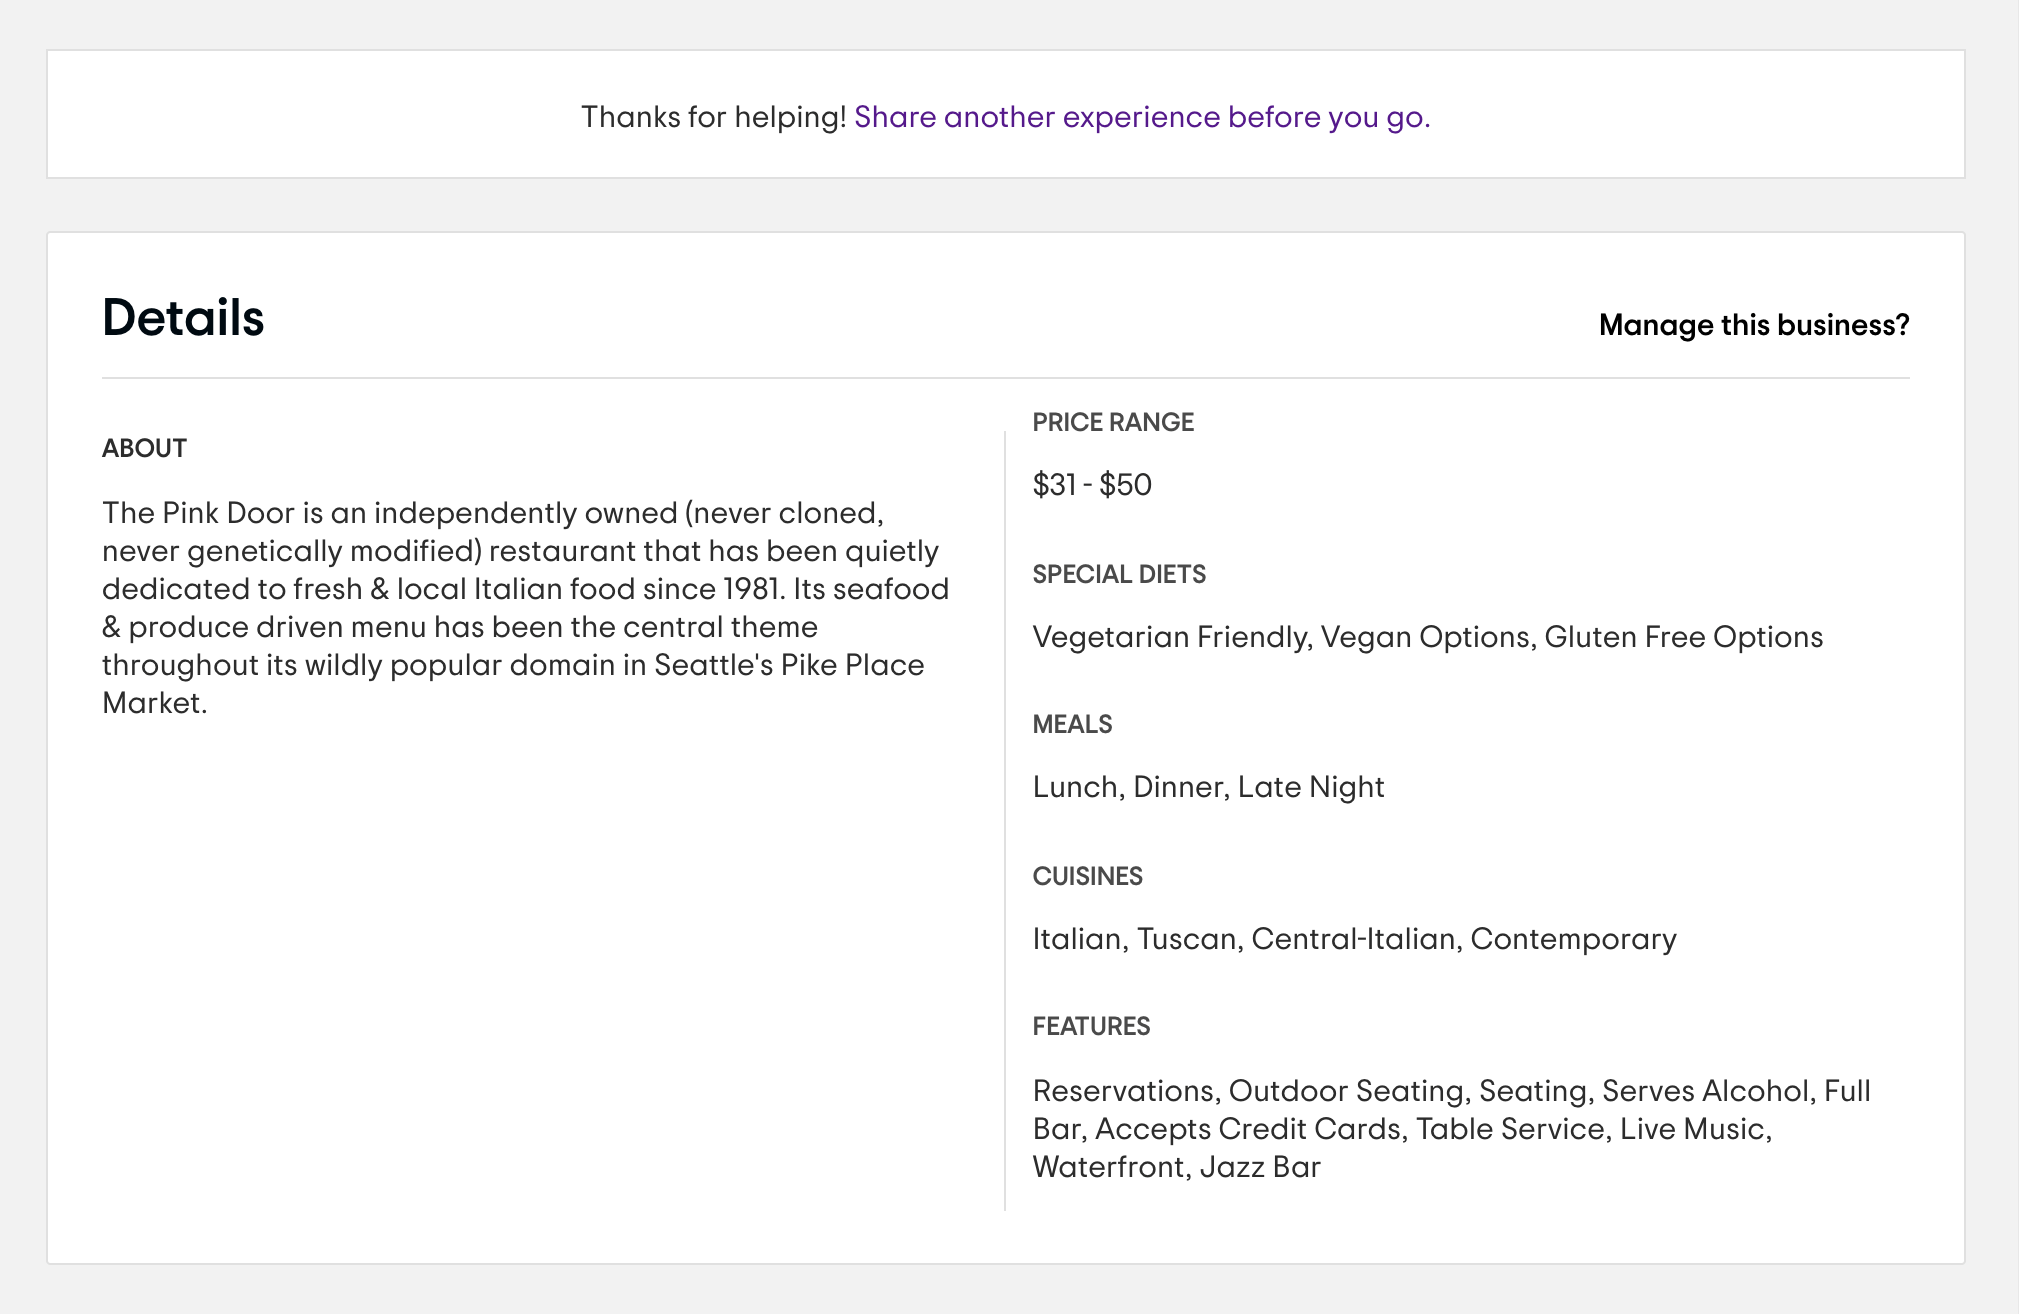 Thanks for helping! Share another experience before you go.
Details
Manage this business?
ABOUT
The Pink Door is an independently owned (never cloned,
never genetically modified) restaurant that has been quietly
dedicated to fresh & local Italian food since 1981. Its seafood
& produce driven menu has been the central theme
throughout its wildly popular domain in Seattle's Pike Place
Market.
PRICE RANGE
$31 - $50
SPECIAL DIETS
Vegetarian Friendly, Vegan Options, Gluten Free Options
MEALS
Lunch, Dinner, Late Night
CUISINES
Italian, Tuscan, Central-Italian, Contemporary
FEATURES
Reservations, Outdoor Seating, Seating, Serves Alcohol, Full
Bar, Accepts Credit Cards, Table Service, Live Music,
Waterfront, Jazz Bar